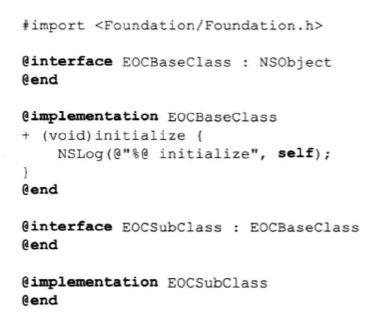 #import <Foundation/Foundation.h>
@interface EOCBaseClass : NSObject
@end
@implementation EOCBaseClass
+ (void)initialize {
    NSLog(@"%@ initialize", self);
}
@end
@interface EOCSubClass : EOCBaseClass
@end
@implementation EOCSubClass
@end